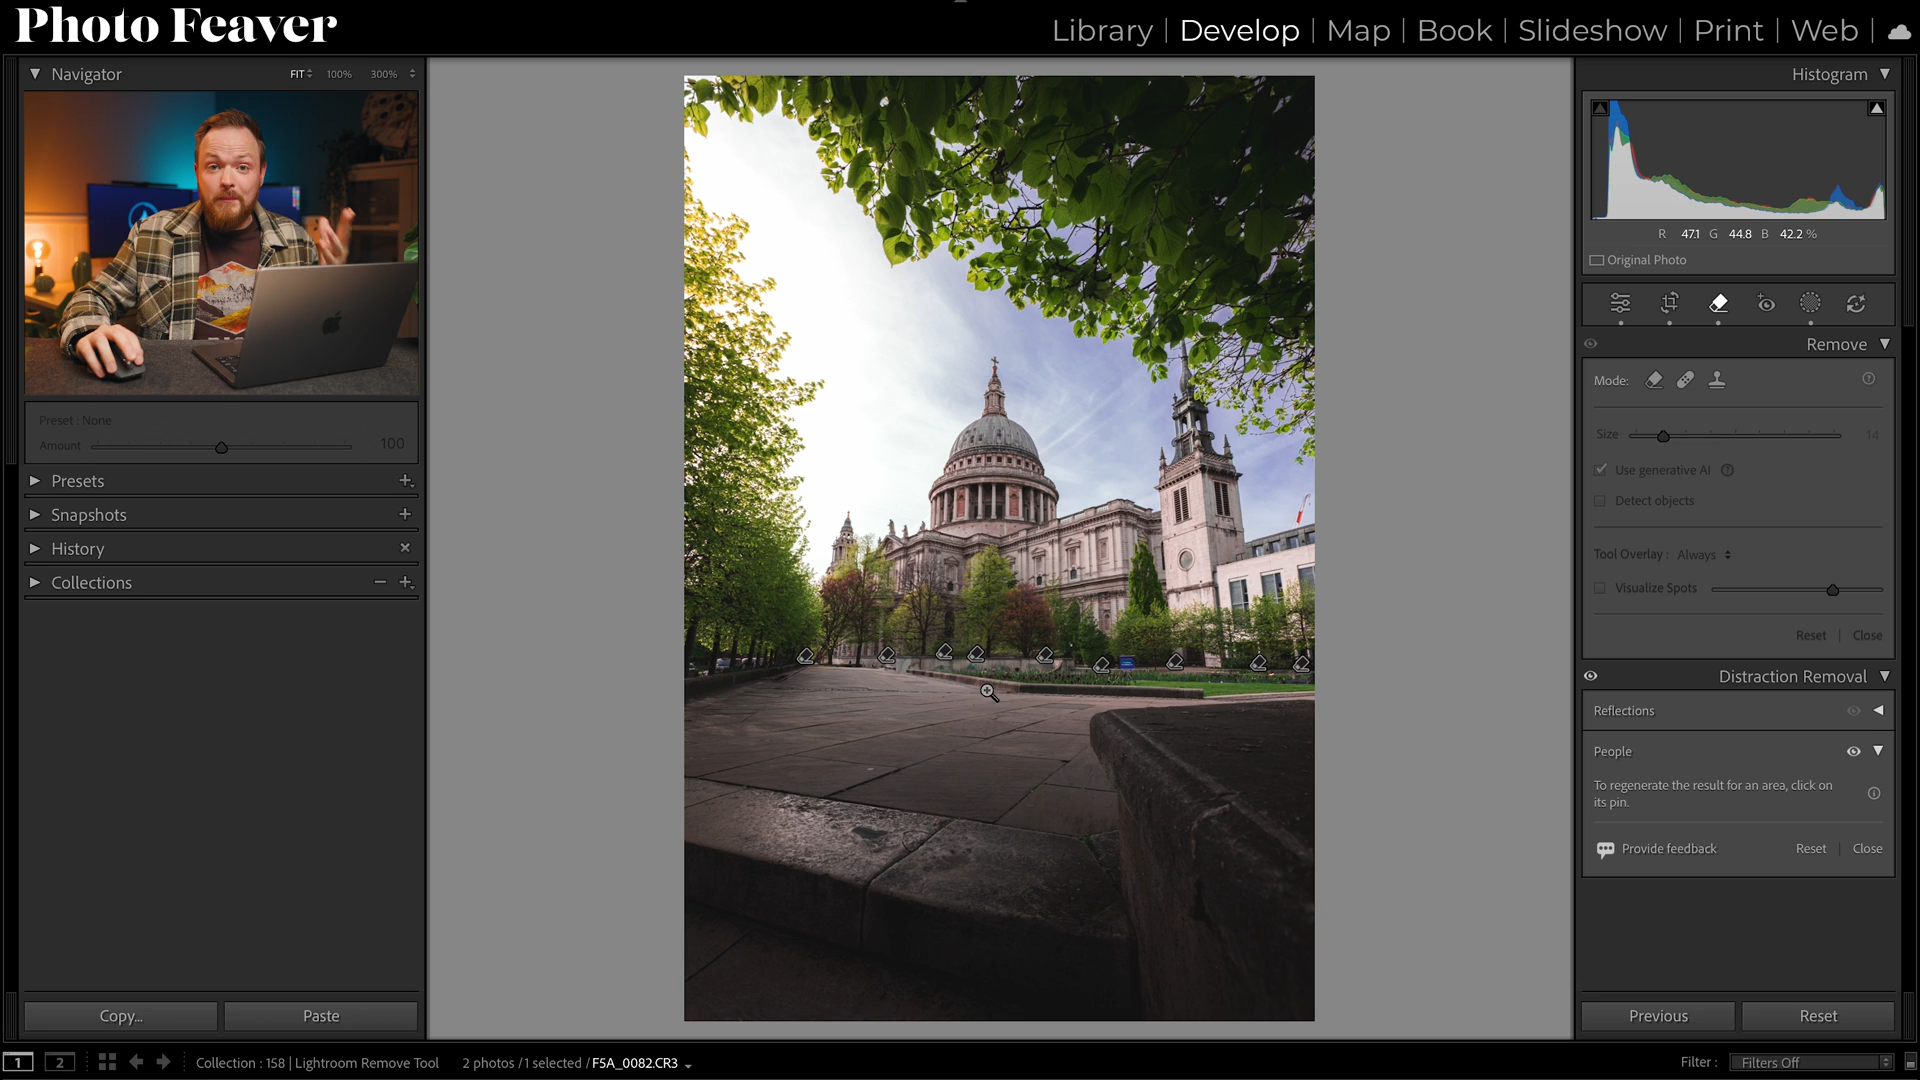 Photo Feaver
Library | Develop | Map | Book | Slideshow | Print | Web |
Navigator
FIT 100% 300%
Preset : None
Amount 100
Presets
Snapshots
History
Collections
Copy...
Paste
Histogram
R 47.1 G 44.8 B 42.2 %
Original Photo
Remove
Mode:
Size 14
Use generative AI
Detect objects
Tool Overlay : Always
Visualize Spots
Reset | Close
Distraction Removal
Reflections
People
To regenerate the result for an area, click on
its pin.
Provide feedback Reset | Close
Previous
Reset
1 2 Collection : 158 | Lightroom Remove Tool 2 photos / 1 selected / F5A_0082.CR3
Filter : Filters Off